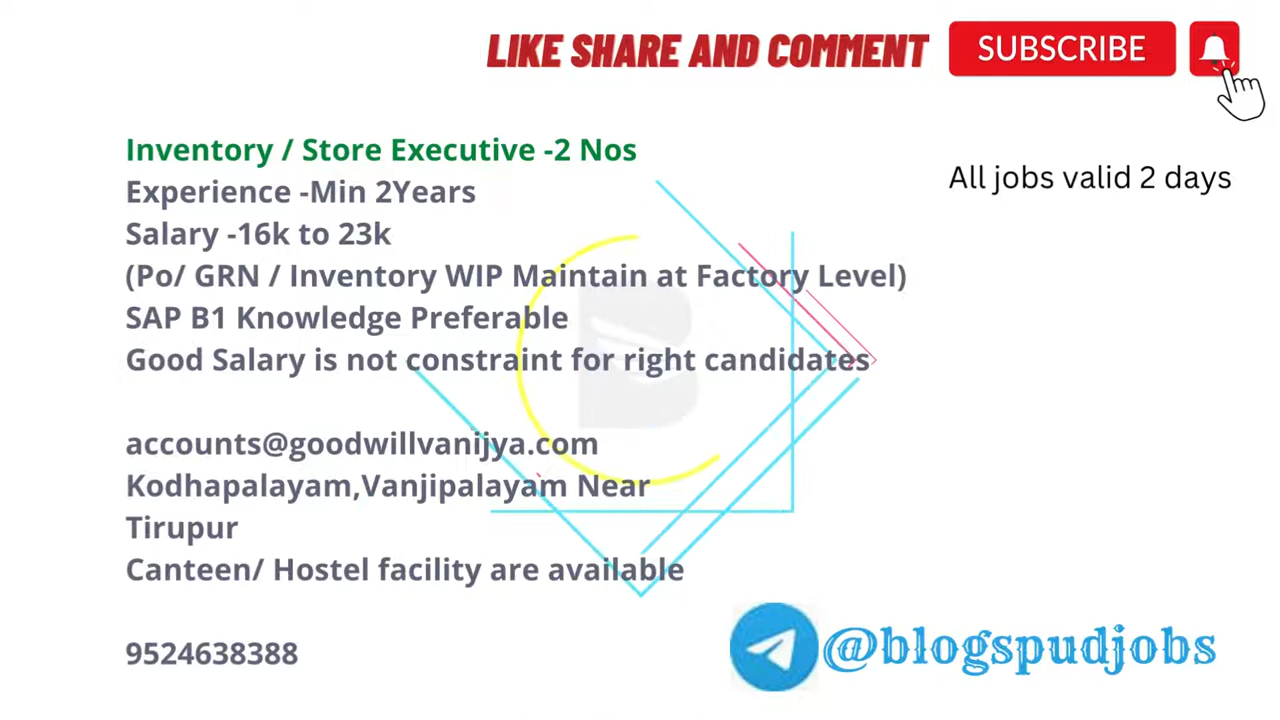 LIKE SHARE AND COMMENT
SUBSCRIBE
Inventory / Store Executive -2 Nos
Experience -Min 2Years
All jobs valid 2 days
Salary -16k to 23k
(Po/ GRN / Inventory WIP Maintain at Factory Level)
SAP B1 Knowledge Preferable
Good Salary is not constraint for right candidates
accounts@goodwillvanijya.com
Kodhapalayam,Vanjipalayam Near
Tirupur
Canteen/ Hostel facility are available
9524638388
@blogspudjobs